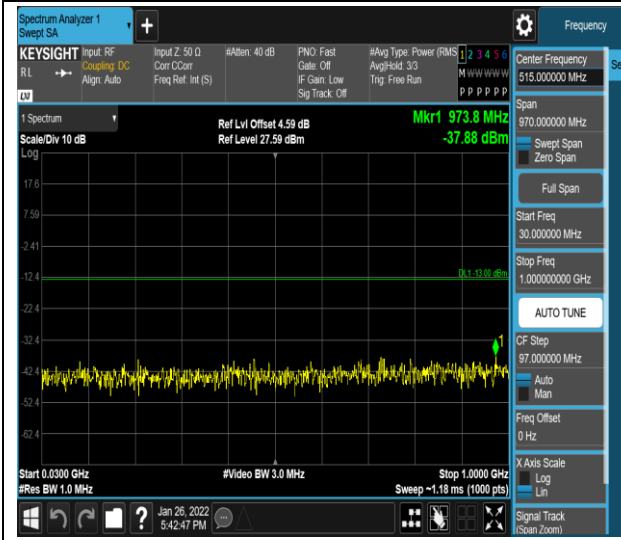 Spectrum Analyzer 1
Swept SA
Frequency
KEYSIGHT
RL
LXI
Input: RF
Coupling: DC
Align: Auto
Input Z: 50 Ω
Corr CCorr
Freq Ref: Int (S)
#Atten: 40 dB
PNO: Fast
Gate: Off
IF Gain: Low
Sig Track: Off
#Avg Type: Power (RMS
Avg|Hold: 3/3
Trig: Free Run
1 2 3 4 5 6
M W W W W W
P P P P P P
1 Spectrum
Scale/Div 10 dB
Log
Ref Lvl Offset 4.59 dB
Ref Level 27.59 dBm
Mkr1 973.8 MHz
-37.88 dBm
17.6
7.59
-2.41
-12.4
-22.4
-32.4
-42.4
-52.4
-62.4
DL1 -13.00 dBm
1
Start 0.0300 GHz
#Res BW 1.0 MHz
#Video BW 3.0 MHz
Stop 1.0000 GHz
Sweep ~1.18 ms (1000 pts)
Jan 26, 2022
5:42:47 PM
Center Frequency
515.000000 MHz
Se
Span
970.000000 MHz
Swept Span
Zero Span
Full Span
Start Freq
30.000000 MHz
Stop Freq
1.000000000 GHz
AUTO TUNE
CF Step
97.000000 MHz
Auto
Man
Freq Offset
0 Hz
X Axis Scale
Log
Lin
Signal Track
(Span Zoom)